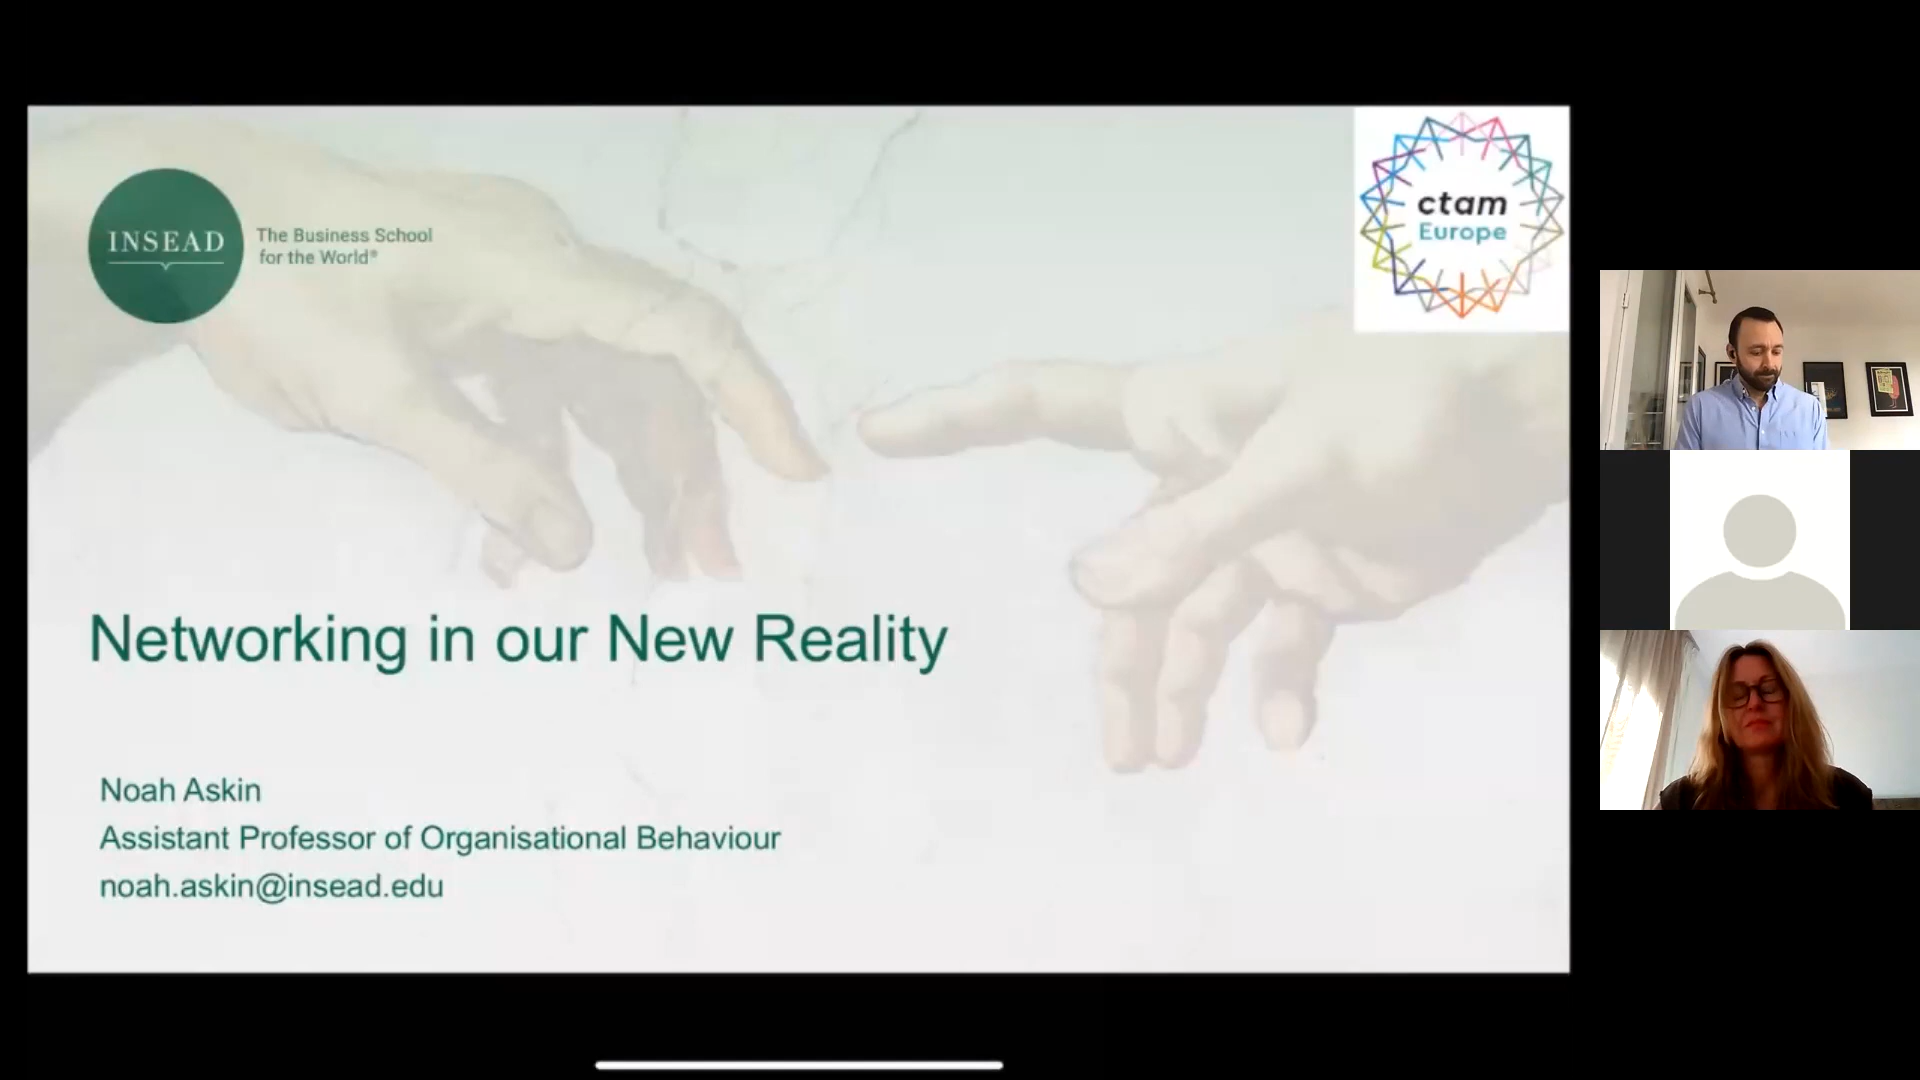 INSEAD
The Business School
for the World®
ctam
Europe
Networking in our New Reality
Noah Askin
Assistant Professor of Organisational Behaviour
noah.askin@insead.edu